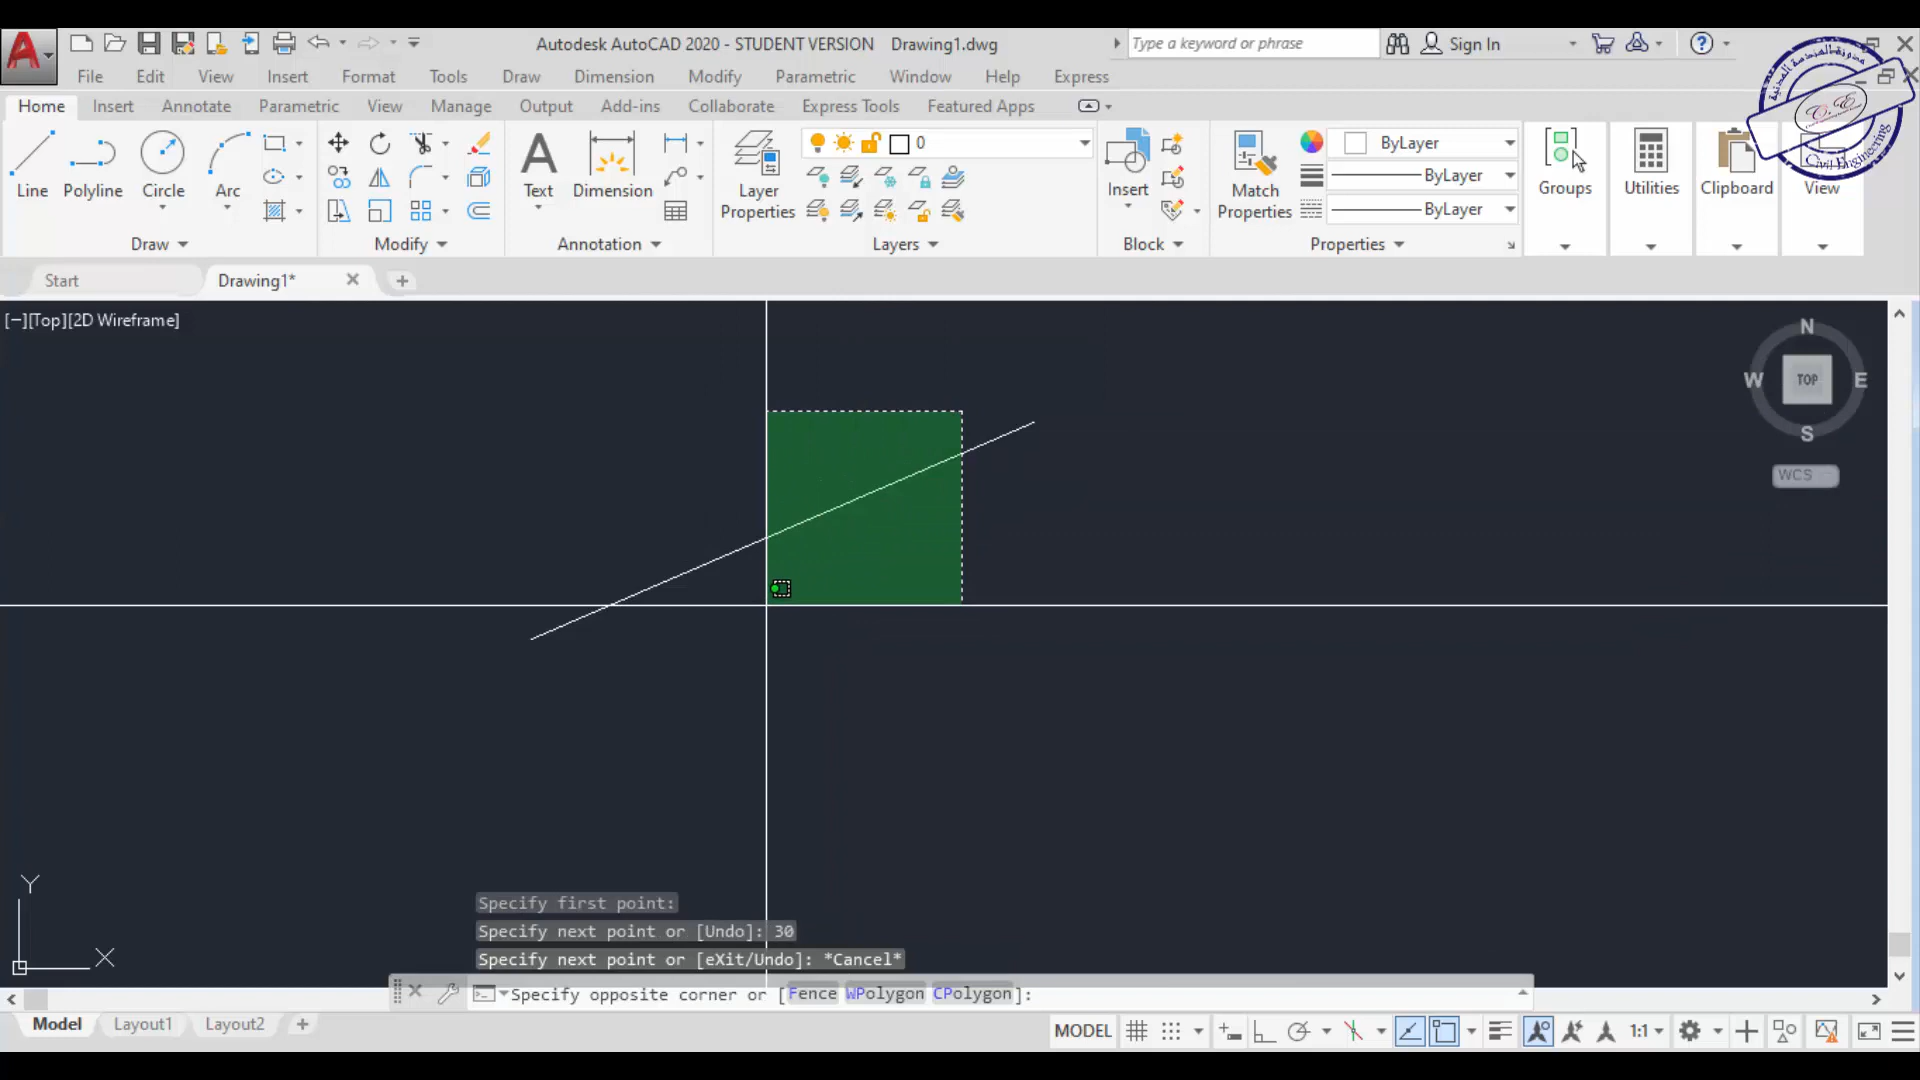 Autodesk AutoCAD 2020 - STUDENT VERSION Drawing1.dwg
Type a keyword or phrase
Sign In
File Edit View Insert Format Tools Draw Dimension Modify Parametric Window Help Express
Home Insert Annotate Parametric View Manage Output Add-ins Collaborate Express Tools Featured Apps
مدونة الهندسة المدنية
C.E
Civil Engineering
0
ByLayer
ByLayer
ByLayer
Line Polyline Circle Arc
Text Dimension
Layer Properties
Insert
Match Properties
Groups Utilities Clipboard View
Draw Modify Annotation Layers Block Properties
Start Drawing1*
[−][Top][2D Wireframe]
N
W TOP E
S
WCS
Y
X
Specify first point:
Specify next point or [Undo]: 30
Specify next point or [eXit/Undo]: *Cancel*
Specify opposite corner or [Fence WPolygon CPolygon]:
Model Layout1 Layout2
MODEL 1:1